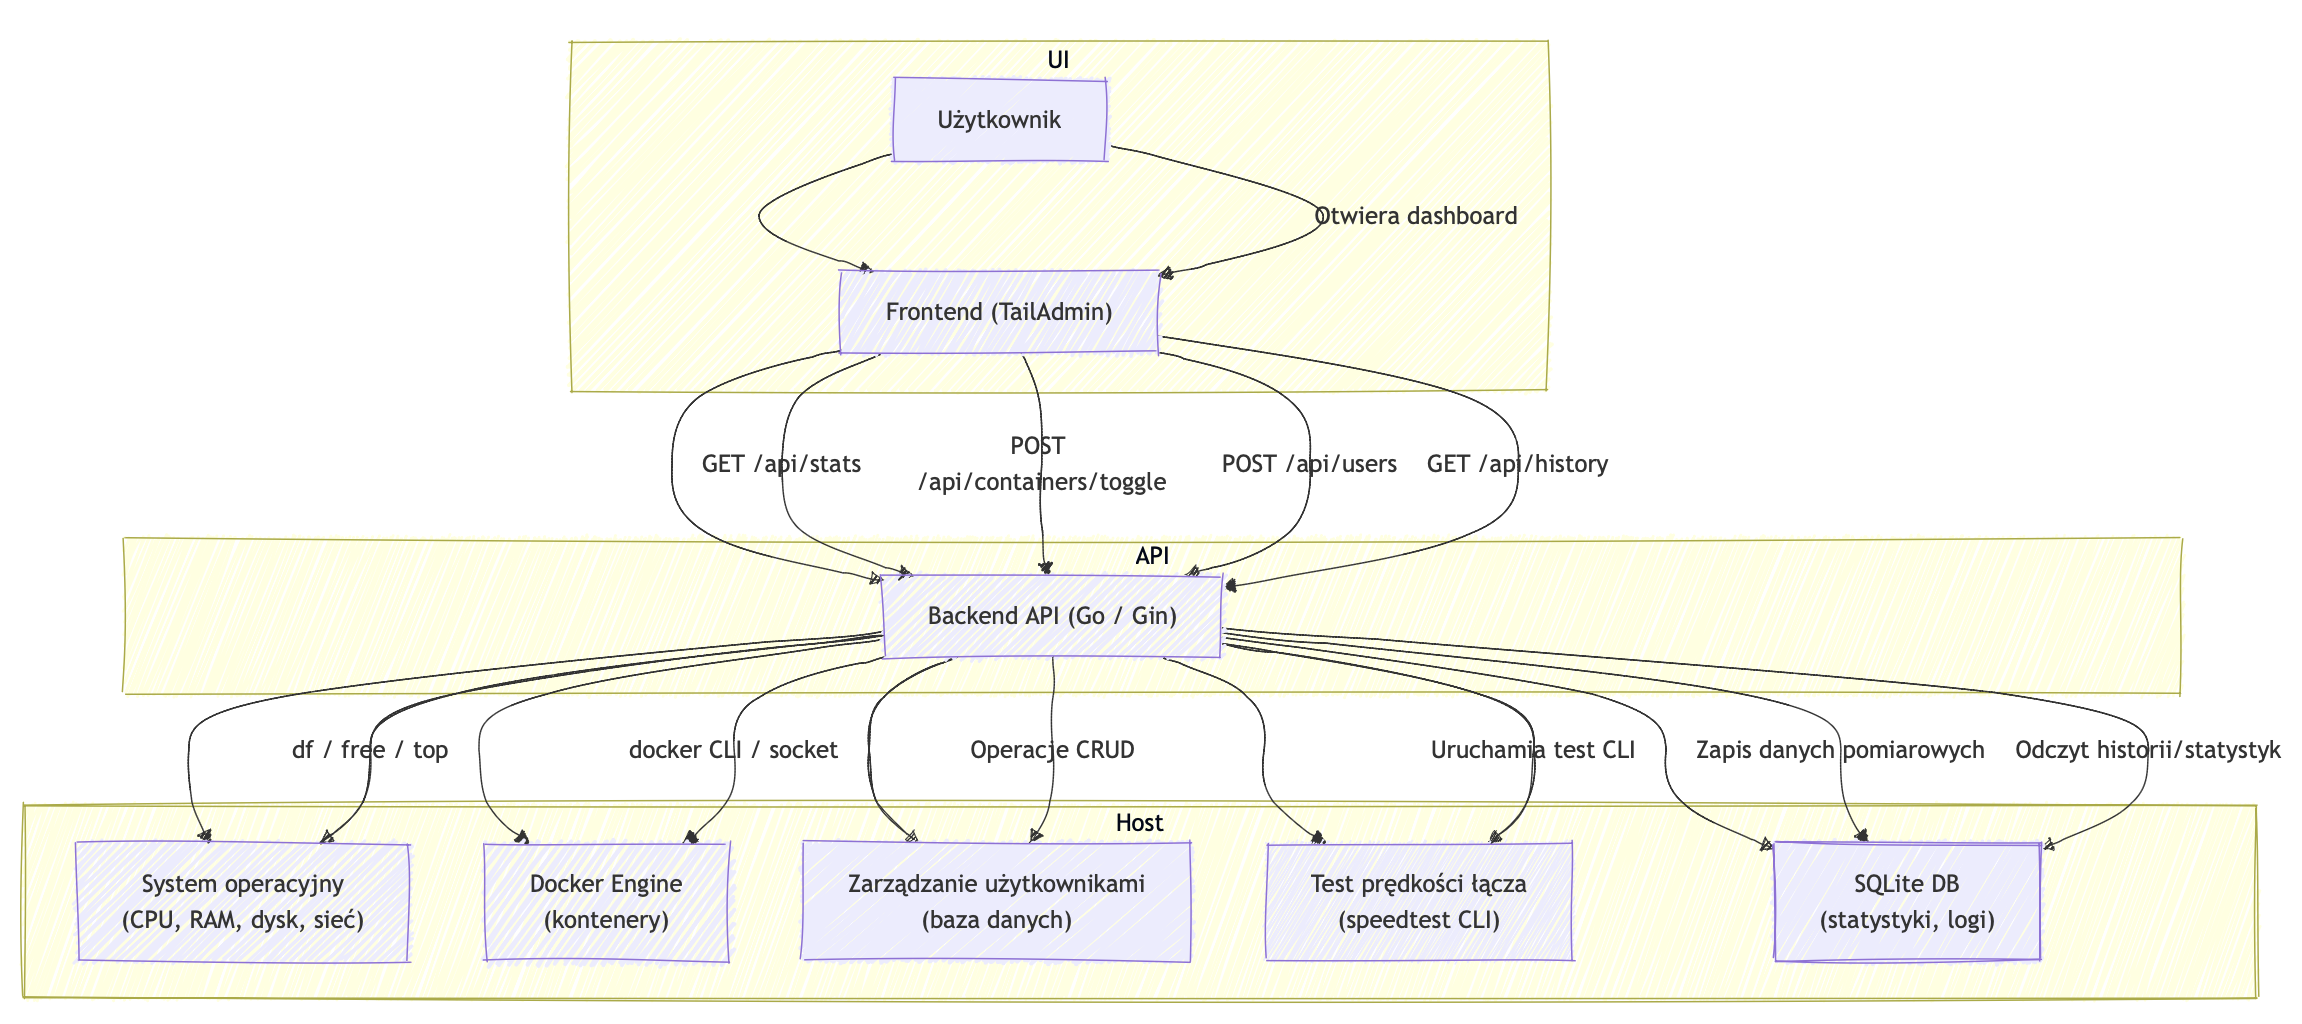 UI
Użytkownik
Otwiera dashboard
Frontend (TailAdmin)
GET /api/stats
POST
/api/containers/toggle
POST /api/users
GET /api/history
API
Backend API (Go / Gin)
df / free / top
docker CLI / socket
Operacje CRUD
Uruchamia test CLI
Zapis danych pomiarowych
Odczyt historii/statystyk
Host
System operacyjny
(CPU, RAM, dysk, sieć)
Docker Engine
(kontenery)
Zarządzanie użytkownikami
(baza danych)
Test prędkości łącza
(speedtest CLI)
SQLite DB
(statystyki, logi)